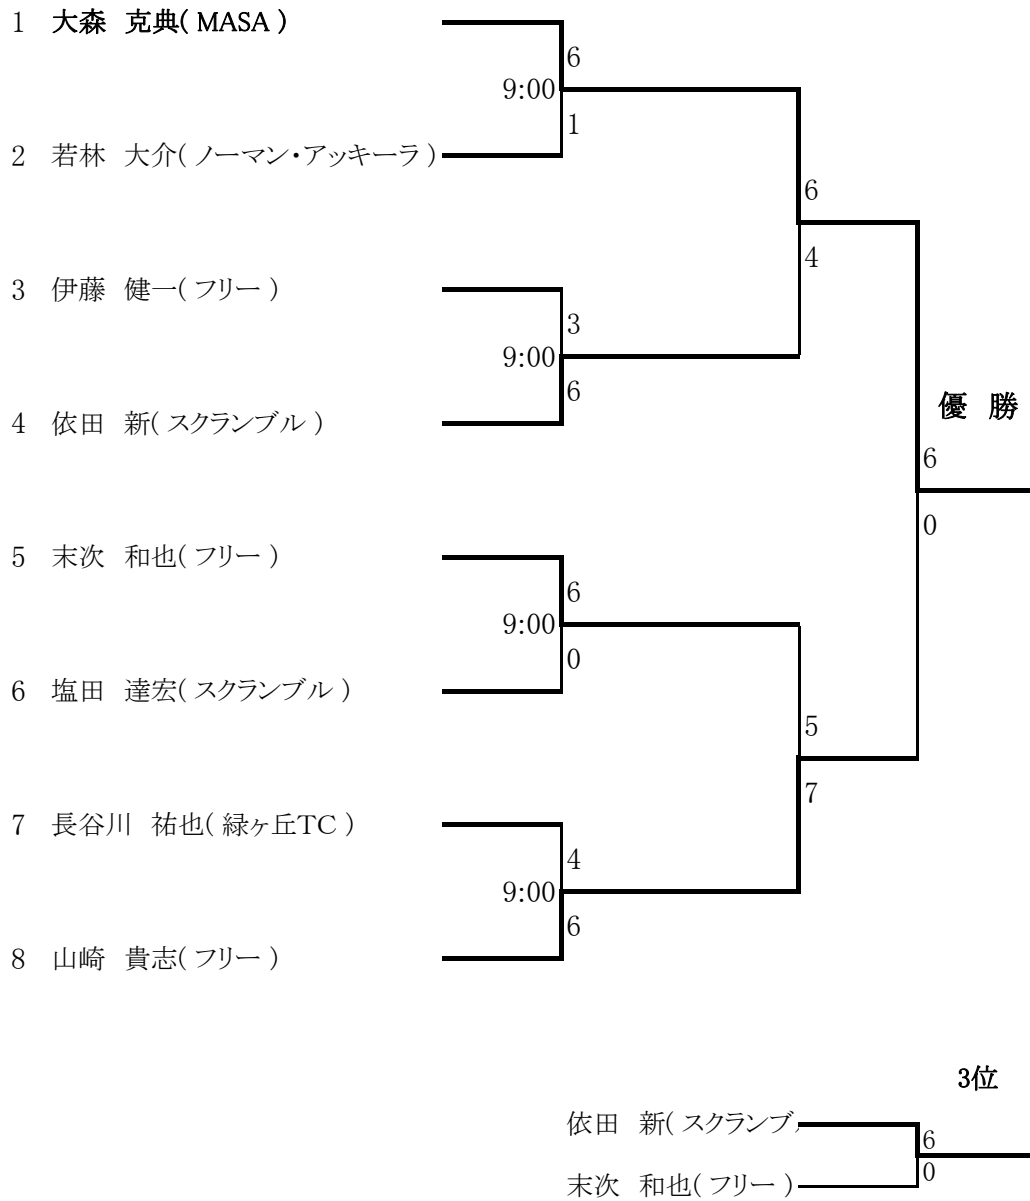 1 大森 克典( MASA )
6
9:00
1
2 若林 大介( ノーマン・アッキーラ )
6
4
3 伊藤 健一( フリー )
3
9:00
6
4 依田 新( スクランブル )
優 勝
6
0
5 末次 和也( フリー )
6
9:00
0
6 塩田 達宏( スクランブル )
5
7
7 長谷川 祐也( 緑ヶ丘TC )
4
9:00
6
8 山崎 貴志( フリー )
3位
依田 新( スクランブ
6
0
末次 和也( フリー )